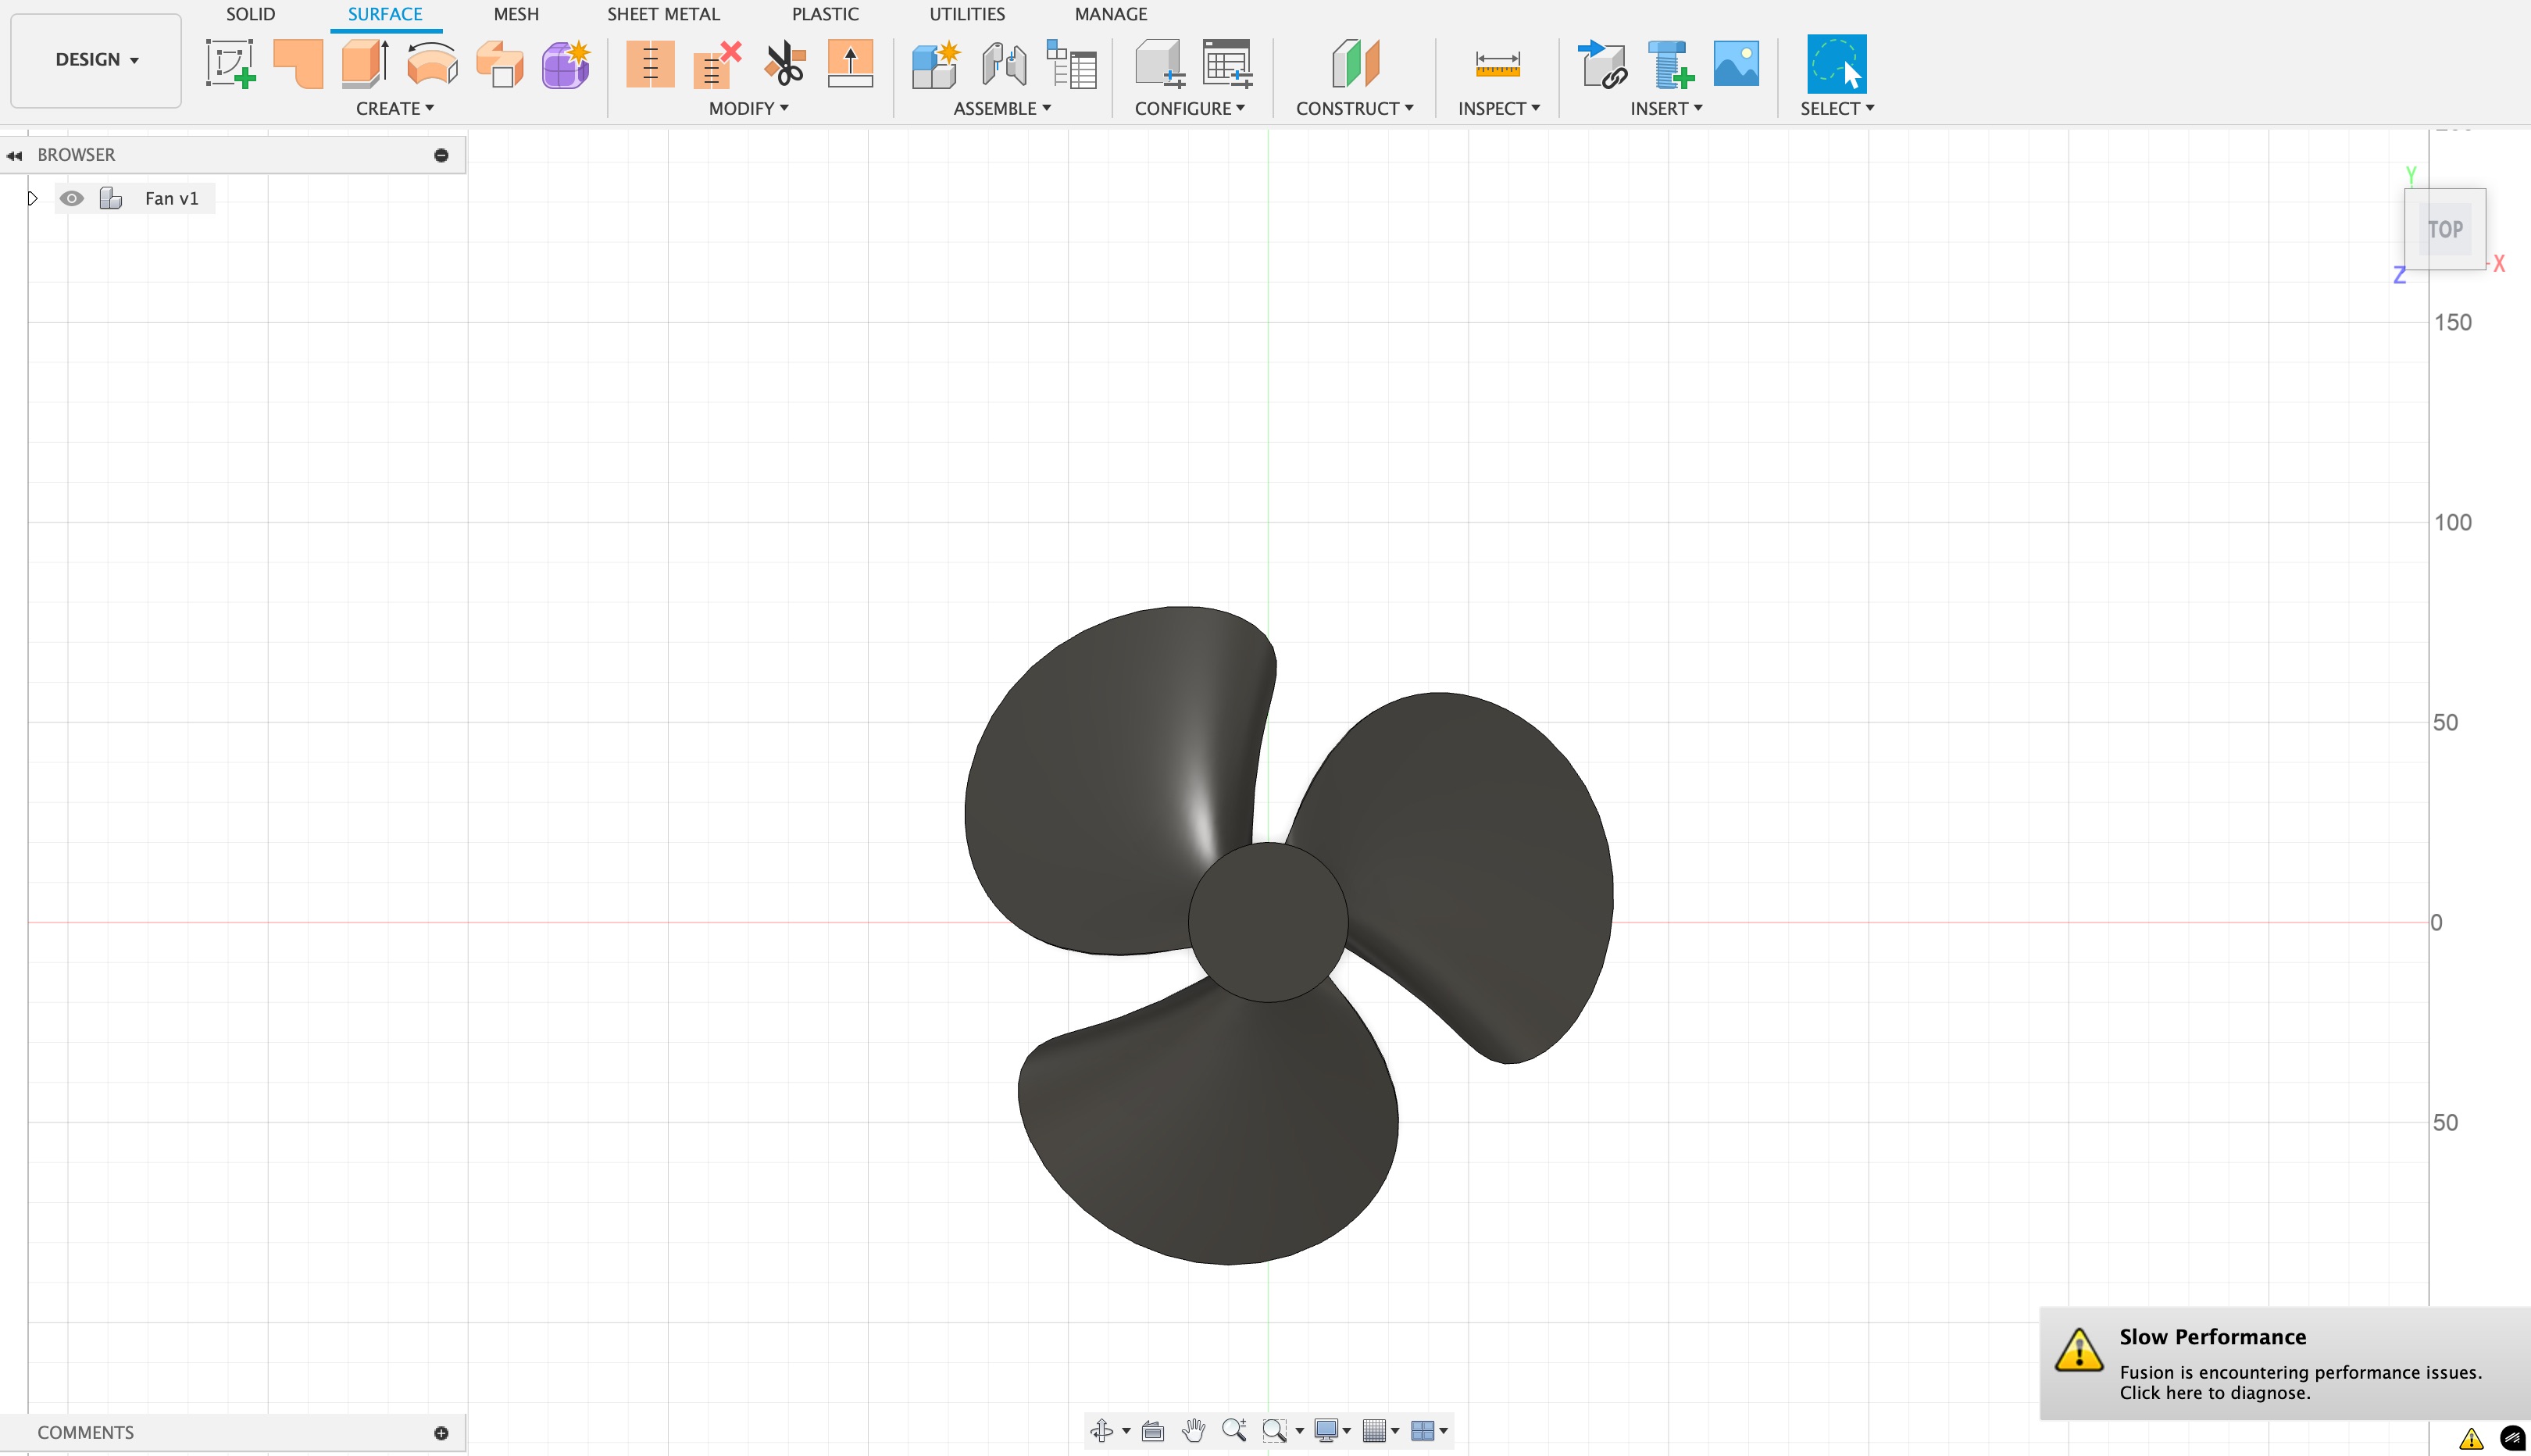 SOLID SURFACE MESH SHEET METAL PLASTIC UTILITIES MANAGE
DESIGN
CREATE MODIFY ASSEMBLE CONFIGURE CONSTRUCT INSPECT INSERT SELECT
BROWSER
Fan v1
Y
TOP
X
Z
150
100
50
0
50
Slow Performance
Fusion is encountering performance issues.
Click here to diagnose.
COMMENTS